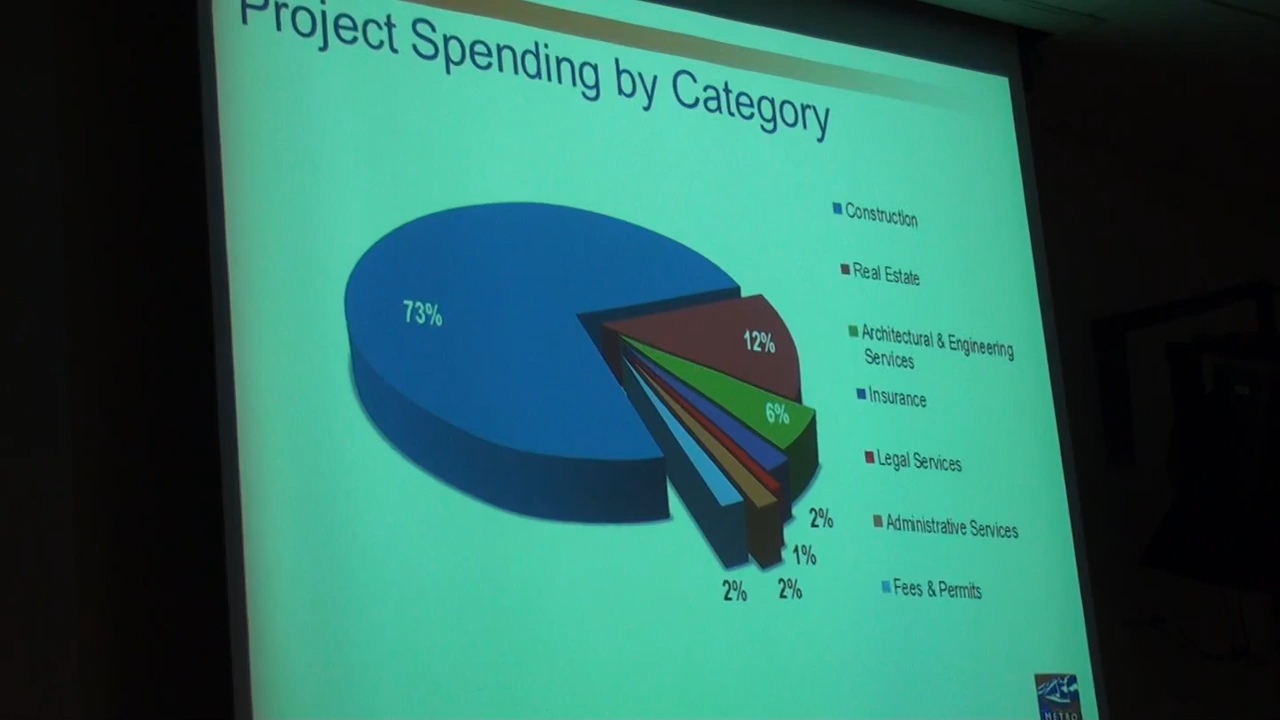 Project Spending by Category
73%
12%
6%
2%
1%
2%
2%
Construction
Real Estate
Architectural & Engineering
Services
Insurance
Legal Services
Administrative Services
Fees & Permits
METRO